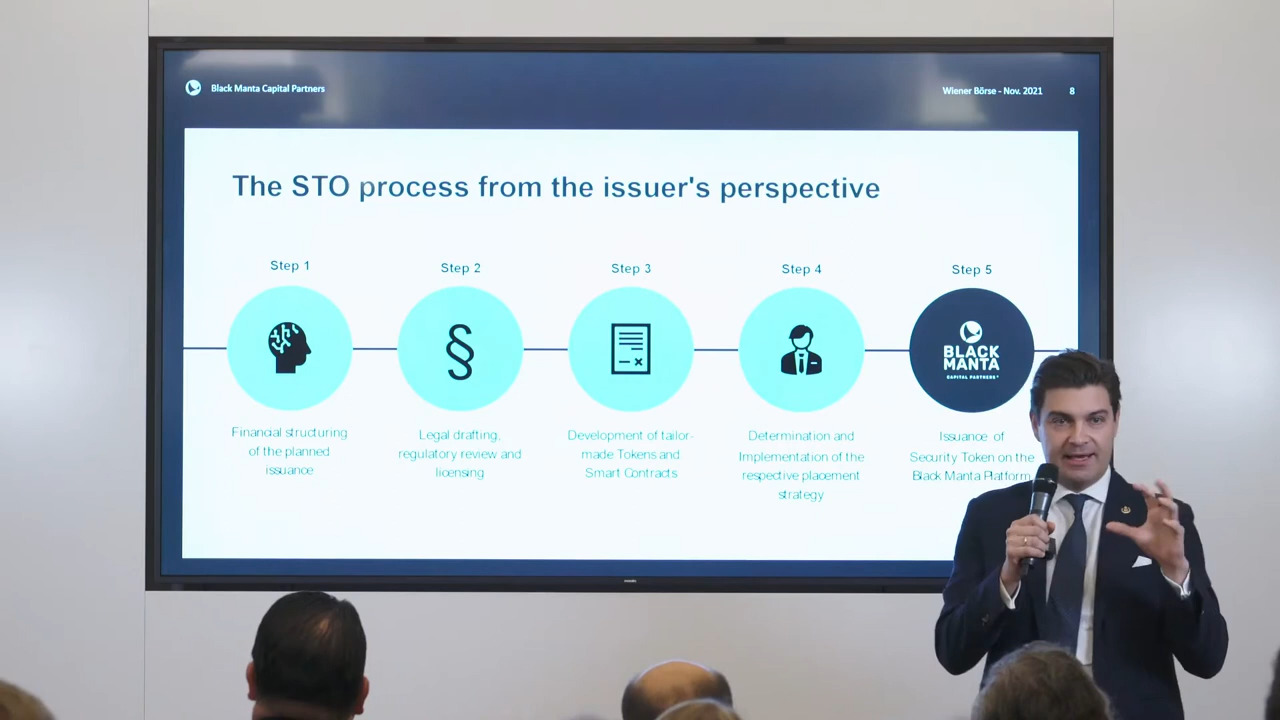 Black Manta Capital Partners
Wiener Börse - Nov. 2021 8
The STO process from the issuer's perspective
Step 1
Step 2
Step 3
Step 4
Step 5
BLACK
MANTA
CAPITAL PARTNERS
Financial structuring
of the planned
issuance
Legal drafting,
regulatory review and
licensing
Development of tailor-
made Tokens and
Smart Contracts
Determination and
Implementation of the
respective placement
strategy
Issuance of
Security Token on the
Black Manta Platform